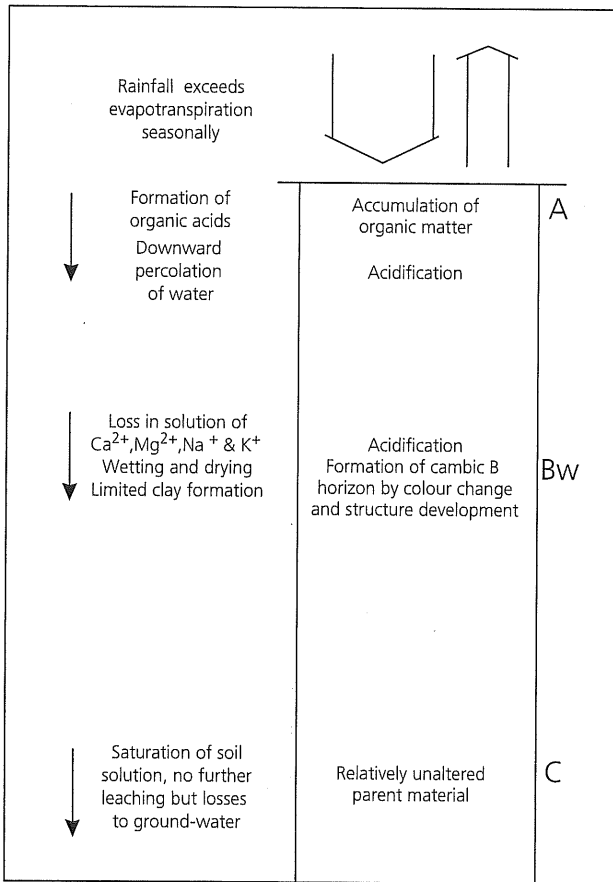 Rainfall exceeds
evapotranspiration
seasonally
Formation of
organic acids
Downward
percolation
of water
Accumulation of
organic matter
Acidification
A
Loss in solution of
Ca²⁺,Mg²⁺,Na ⁺ & K⁺
Wetting and drying
Limited clay formation
Acidification
Formation of cambic B
horizon by colour change
and structure development
Bw
Saturation of soil
solution, no further
leaching but losses
to ground-water
Relatively unaltered
parent material
C